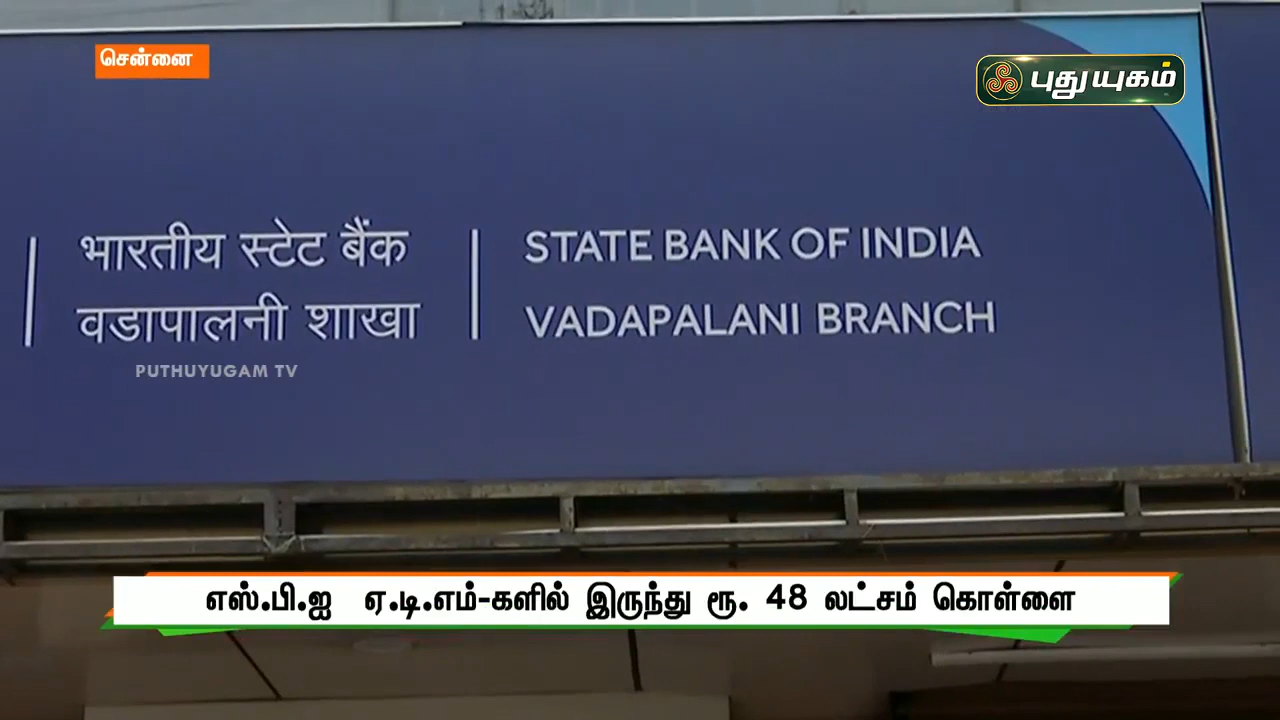 சென்னை
புதுயுகம்
भारतीय स्टेट बैंक
वडापालनी शाखा
STATE BANK OF INDIA
VADAPALANI BRANCH
PUTHUYUGAM TV
எஸ்.பி.ஐ ஏ.டி.எம்-களில் இருந்து ரூ. 48 லட்சம் கொள்ளை